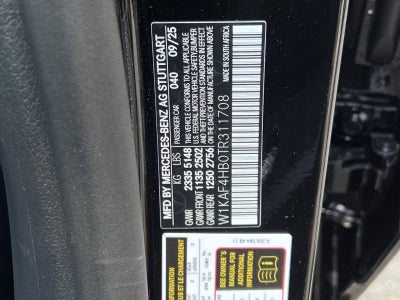 MFD BY MERCEDES-BENZ AG STUTTGART
PASSENGER CAR 040 09/25
KG LBS
GVWR 2335 5148
GAWR FRONT 1135 2502
GAWR REAR 1250 2756
THIS VEHICLE CONFORMS TO ALL APPLICABLE
U.S. FEDERAL MOTOR VEHICLE SAFETY/BUMPER
AND THEFT PREVENTION STANDARDS IN EFFECT
ON THE DATE OF MANUFACTURE SHOWN ABOVE.
W1KAF4HB0TR311708
MADE IN SOUTH AFRICA
SEE OWNER'S
MANUAL FOR
ADDITIONAL
INFORMATION